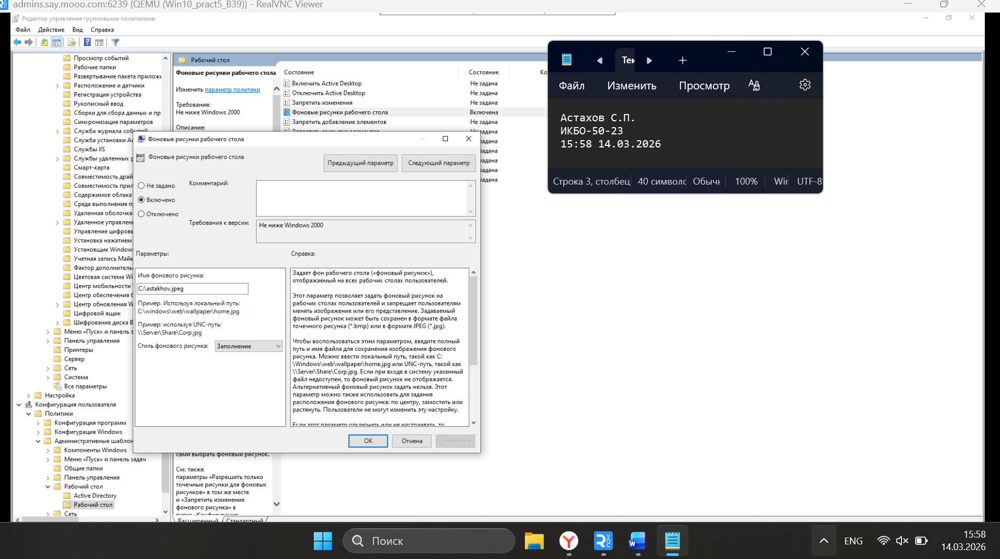 admins.say.mooo.com:6239 (QEMU (Win10_pract5_B39)) - RealVNC Viewer
Редактор управления групповыми политиками
Файл Действие Вид Справка
Просмотр событий
Рабочие папки
Развертывание пакета прилож
Расположение и датчики
Регистрация устройства
Рукописный ввод
Сборки для сбора данных и пр
Синхронизация параметров
Служба журнала событий
Служба установки Ac
Службы IIS
Службы удаленных р
Смарт-карта
Совместимость драй
Совместимость прил
Содержимое облака
Среда выполнения п
Удаленная оболочка
Удаленное управлен
Управление цифровы
Установка нажатием
Установщик Windows
Учетная запись Майк
Фактор дополнитель
Цветовая система Wi
Центр мобильности
Центр обеспечения б
Центр обновления W
Цифровой ящик
Шифрование диска B
Меню «Пуск» и панель з
Панель управления
Принтеры
Сервер
Сеть
Система
Все параметры
Настройка
Конфигурация пользователя
Политики
Конфигурация программ
Конфигурация Windows
Административные шаблон
Компоненты Windows
Меню «Пуск» и панель задач
Общие папки
Панель управления
Рабочий стол
Active Directory
Рабочий стол
Сеть
Рабочий стол
Фоновые рисунки рабочего стола
Изменить параметр политики
Требования:
Не ниже Windows 2000
Описание:
Состояние Состояние Ко
Включить Active Desktop Не задана
Отключить Active Desktop Не задана
Запретить изменения Не задана
Фоновые рисунки рабочего стола Включена
Запретить добавление элементов Не задана
Запретить закрытие элементов Не задана
задана
задана
задана
задана
задана
Фоновые рисунки рабочего стола
Фоновые рисунки рабочего стола
Предыдущий параметр Следующий параметр
Не задано
Включено
Отключено
Комментарий:
Требования к версии: Не ниже Windows 2000
Параметры: Справка:
Имя фонового рисунка:
C:\astakhov.jpeg
Пример. Используя локальный путь:
C:\windows\web\wallpaper\home.jpg
Пример: используя UNC-путь:
\\Server\Share\Corp.jpg
Стиль фонового рисунка: Заполнение
Задает фон рабочего стола («фоновый рисунок»),
отображаемый на всех рабочих столах пользователей.
Этот параметр позволяет задать фоновый рисунок на
рабочих столах пользователей и запрещает пользователям
менять изображение или его представление. Задаваемый
фоновый рисунок может быть сохранен в формате файла
точечного рисунка (*.bmp) или в формате JPEG (*.jpg).
Чтобы воспользоваться этим параметром, введите полный
путь и имя файла для сохранения изображения фонового
рисунка. Можно ввести локальный путь, такой как C:
\Windows\web\wallpaper\home.jpg или UNC-путь, такой как
\\Server\Share\Corp.jpg. Если при входе в систему указанный
файл недоступен, то фоновый рисунок не отображается.
Альтернативный фоновый рисунок задать нельзя. Этот
параметр можно также использовать для задания
расположения фонового рисунка: по центру, замостить или
растянуть. Пользователи не могут изменить эту настройку.
Если этот параметр отключить или не настраивать, то
ОК Отмена Применить
сами выбрать фоновый рисунок.
См. также
параметры «Разрешить только
точечные рисунки для фоновых
рисунков» в том же месте
и «Запретить изменение
фонового рисунка» в
папке «Конфигурация
Расширенный Стандартный
Тек
Файл Изменить Просмотр
Астахов С.П.
ИКБО-50-23
15:58 14.03.2026
Строка 3, столбец 40 символо Обычн 100% Wi UTF-8
Поиск
ENG
15:58
14.03.2026